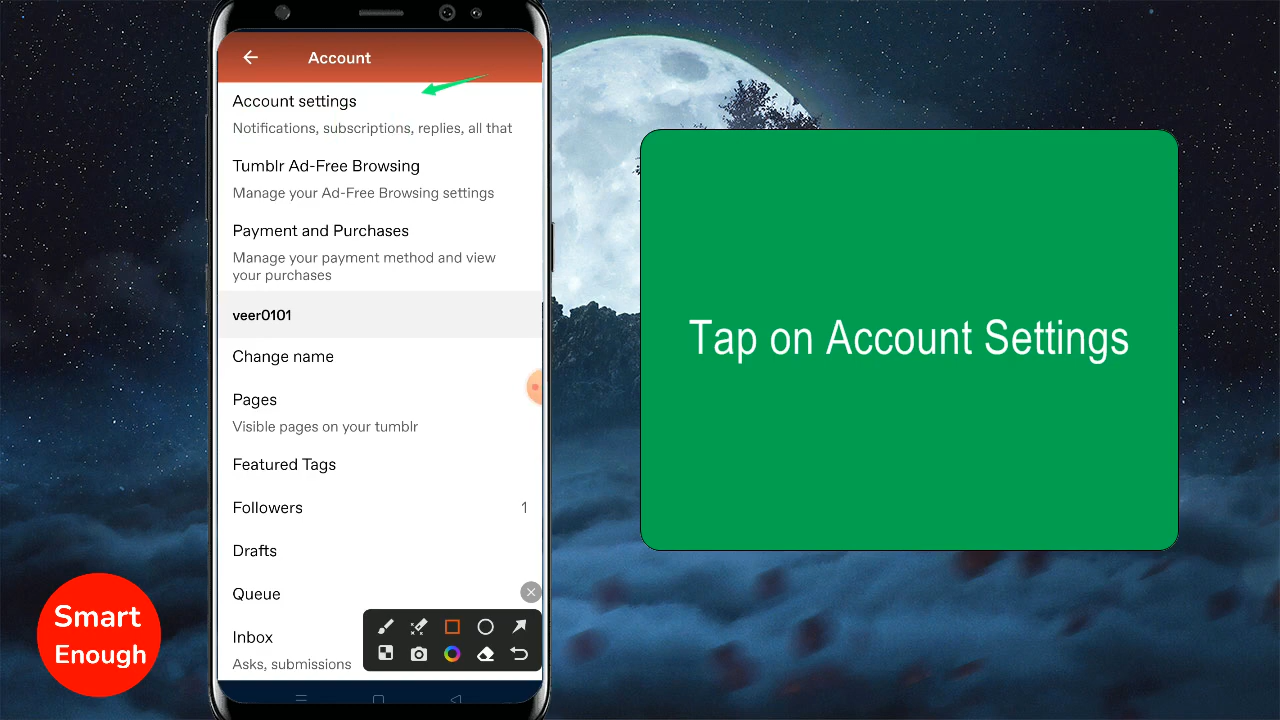 Account
Account settings
Notifications, subscriptions, replies, all that
Tumblr Ad-Free Browsing
Manage your Ad-Free Browsing settings
Payment and Purchases
Manage your payment method and view
your purchases
veer0101
Change name
Pages
Visible pages on your tumblr
Featured Tags
Followers 1
Drafts
Queue
Inbox
Asks, submissions
Tap on Account Settings
Smart
Enough